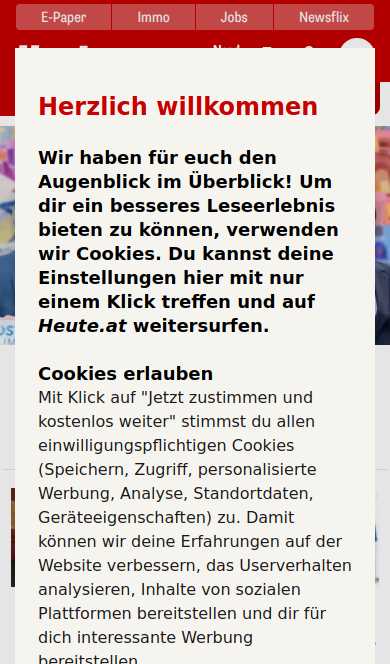 E-Paper Immo Jobs Newsflix
Herzlich willkommen
Wir haben für euch den
Augenblick im Überblick! Um
dir ein besseres Leseerlebnis
bieten zu können, verwenden
wir Cookies. Du kannst deine
Einstellungen hier mit nur
einem Klick treffen und auf
Heute.at weitersurfen.
Cookies erlauben
Mit Klick auf "Jetzt zustimmen und
kostenlos weiter" stimmst du allen
einwilligungspflichtigen Cookies
(Speichern, Zugriff, personalisierte
Werbung, Analyse, Standortdaten,
Geräteeigenschaften) zu. Damit
können wir deine Erfahrungen auf der
Website verbessern, das Userverhalten
analysieren, Inhalte von sozialen
Plattformen bereitstellen und dir für
dich interessante Werbung
bereitstellen